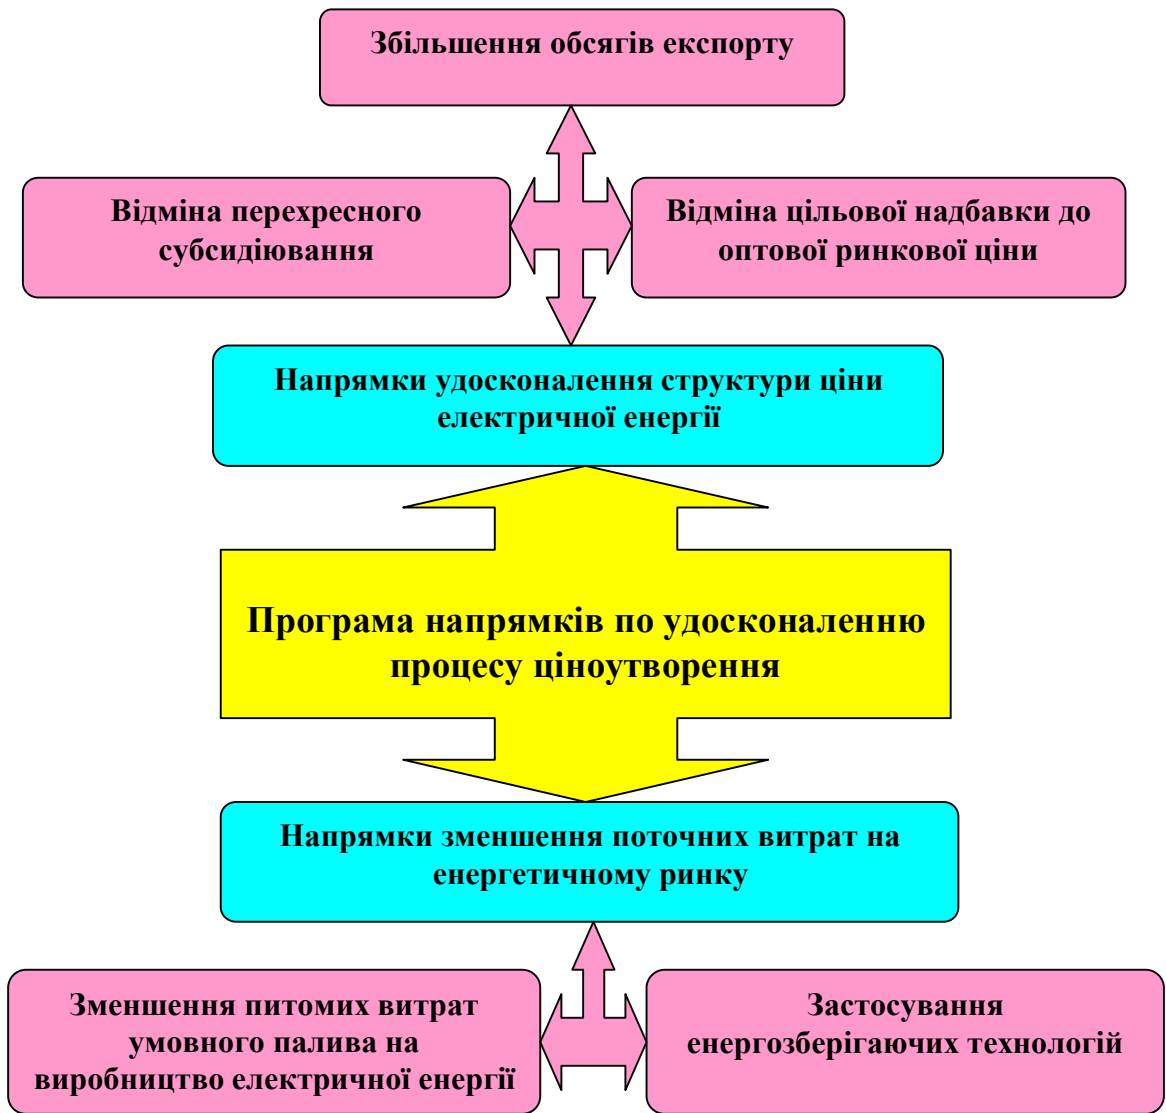 Збільшення обсягів експорту
Відміна перехресного
субсидіювання
Відміна цільової надбавки до
оптової ринкової ціни
Напрямки удосконалення структури ціни
електричної енергії
Програма напрямків по удосконаленню
процесу ціноутворення
Напрямки зменшення поточних витрат на
енергетичному ринку
Зменшення питомих витрат
умовного палива на
виробництво електричної енергії
Застосування
енергозберігаючих технологій